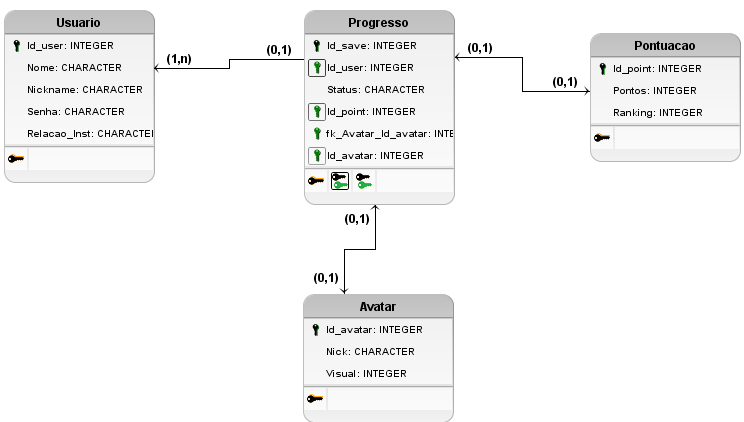 Usuario
Id_user: INTEGER
Nome: CHARACTER
Nickname: CHARACTER
Senha: CHARACTER
Relacao_Inst: CHARACTEI
(1,n)
(0,1)
Progresso
Id_save: INTEGER
Id_user: INTEGER
Status: CHARACTER
Id_point: INTEGER
fk_Avatar_Id_avatar: INTE
Id_avatar: INTEGER
(0,1)
(0,1)
Pontuacao
Id_point: INTEGER
Pontos: INTEGER
Ranking: INTEGER
(0,1)
(0,1)
Avatar
Id_avatar: INTEGER
Nick: CHARACTER
Visual: INTEGER